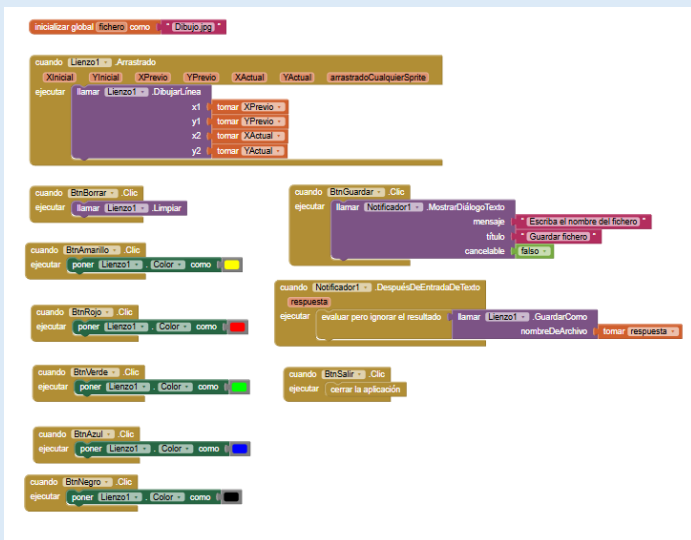 inicializar global fichero como " Dibujo.jpg "
cuando Lienzo1 .Arrastrado
XInicial YInicial XPrevio YPrevio XActual YActual arrastradoCualquierSprite
ejecutar llamar Lienzo1 .DibujarLínea
x1 tomar XPrevio
y1 tomar YPrevio
x2 tomar XActual
y2 tomar YActual
cuando BtnBorrar .Clic
ejecutar llamar Lienzo1 .Limpiar
cuando BtnGuardar .Clic
ejecutar llamar Notificador1 .MostrarDiálogoTexto
mensaje " Escriba el nombre del fichero "
título " Guardar fichero "
cancelable falso
cuando BtnAmarillo .Clic
ejecutar poner Lienzo1 . Color como
cuando Notificador1 .DespuésDeEntradaDeTexto
respuesta
ejecutar evaluar pero ignorar el resultado llamar Lienzo1 .GuardarComo
nombreDeArchivo tomar respuesta
cuando BtnRojo .Clic
ejecutar poner Lienzo1 . Color como
cuando BtnVerde .Clic
ejecutar poner Lienzo1 . Color como
cuando BtnSalir .Clic
ejecutar cerrar la aplicación
cuando BtnAzul .Clic
ejecutar poner Lienzo1 . Color como
cuando BtnNegro .Clic
ejecutar poner Lienzo1 . Color como